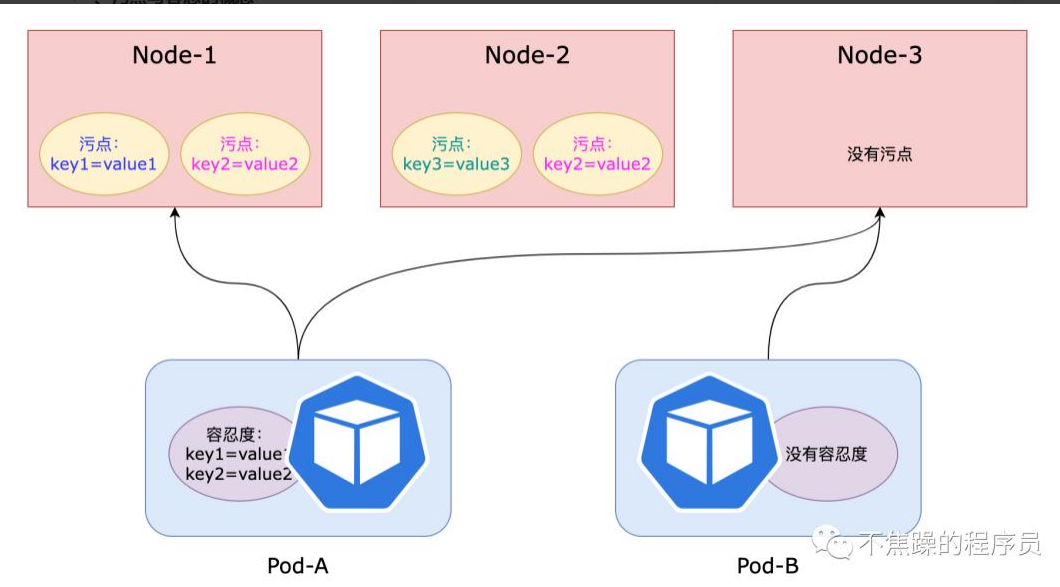 Node-1
Node-2
Node-3
污点：
key1=value1
污点：
key2=value2
污点：
key3=value3
污点：
key2=value2
没有污点
容忍度：
key1=value
key2=value2
没有容忍度
Pod-A
Pod-B
不焦躁的程序员